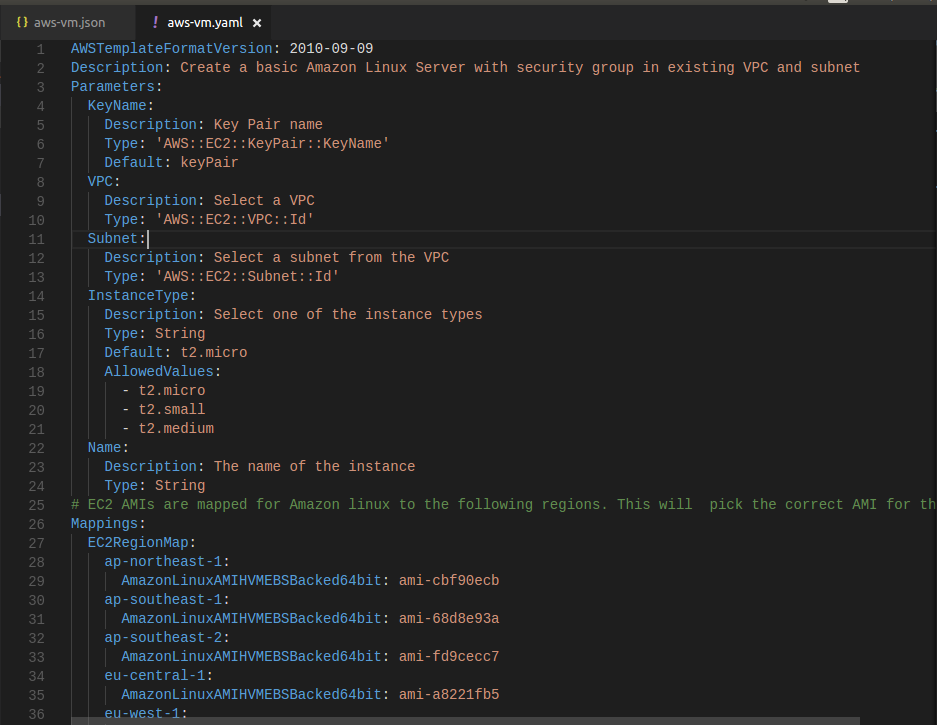 {} aws-vm.json ! aws-vm.yaml ×
1 AWSTemplateFormatVersion: 2010-09-09
2 Description: Create a basic Amazon Linux Server with security group in existing VPC and subnet
3 Parameters:
4 KeyName:
5 Description: Key Pair name
6 Type: 'AWS::EC2::KeyPair::KeyName'
7 Default: keyPair
8 VPC:
9 Description: Select a VPC
10 Type: 'AWS::EC2::VPC::Id'
11 Subnet:
12 Description: Select a subnet from the VPC
13 Type: 'AWS::EC2::Subnet::Id'
14 InstanceType:
15 Description: Select one of the instance types
16 Type: String
17 Default: t2.micro
18 AllowedValues:
19 - t2.micro
20 - t2.small
21 - t2.medium
22 Name:
23 Description: The name of the instance
24 Type: String
25 # EC2 AMIs are mapped for Amazon linux to the following regions. This will  pick the correct AMI for th
26 Mappings:
27 EC2RegionMap:
28 ap-northeast-1:
29 AmazonLinuxAMIHVMEBSBacked64bit: ami-cbf90ecb
30 ap-southeast-1:
31 AmazonLinuxAMIHVMEBSBacked64bit: ami-68d8e93a
32 ap-southeast-2:
33 AmazonLinuxAMIHVMEBSBacked64bit: ami-fd9cecc7
34 eu-central-1:
35 AmazonLinuxAMIHVMEBSBacked64bit: ami-a8221fb5
36 eu-west-1: